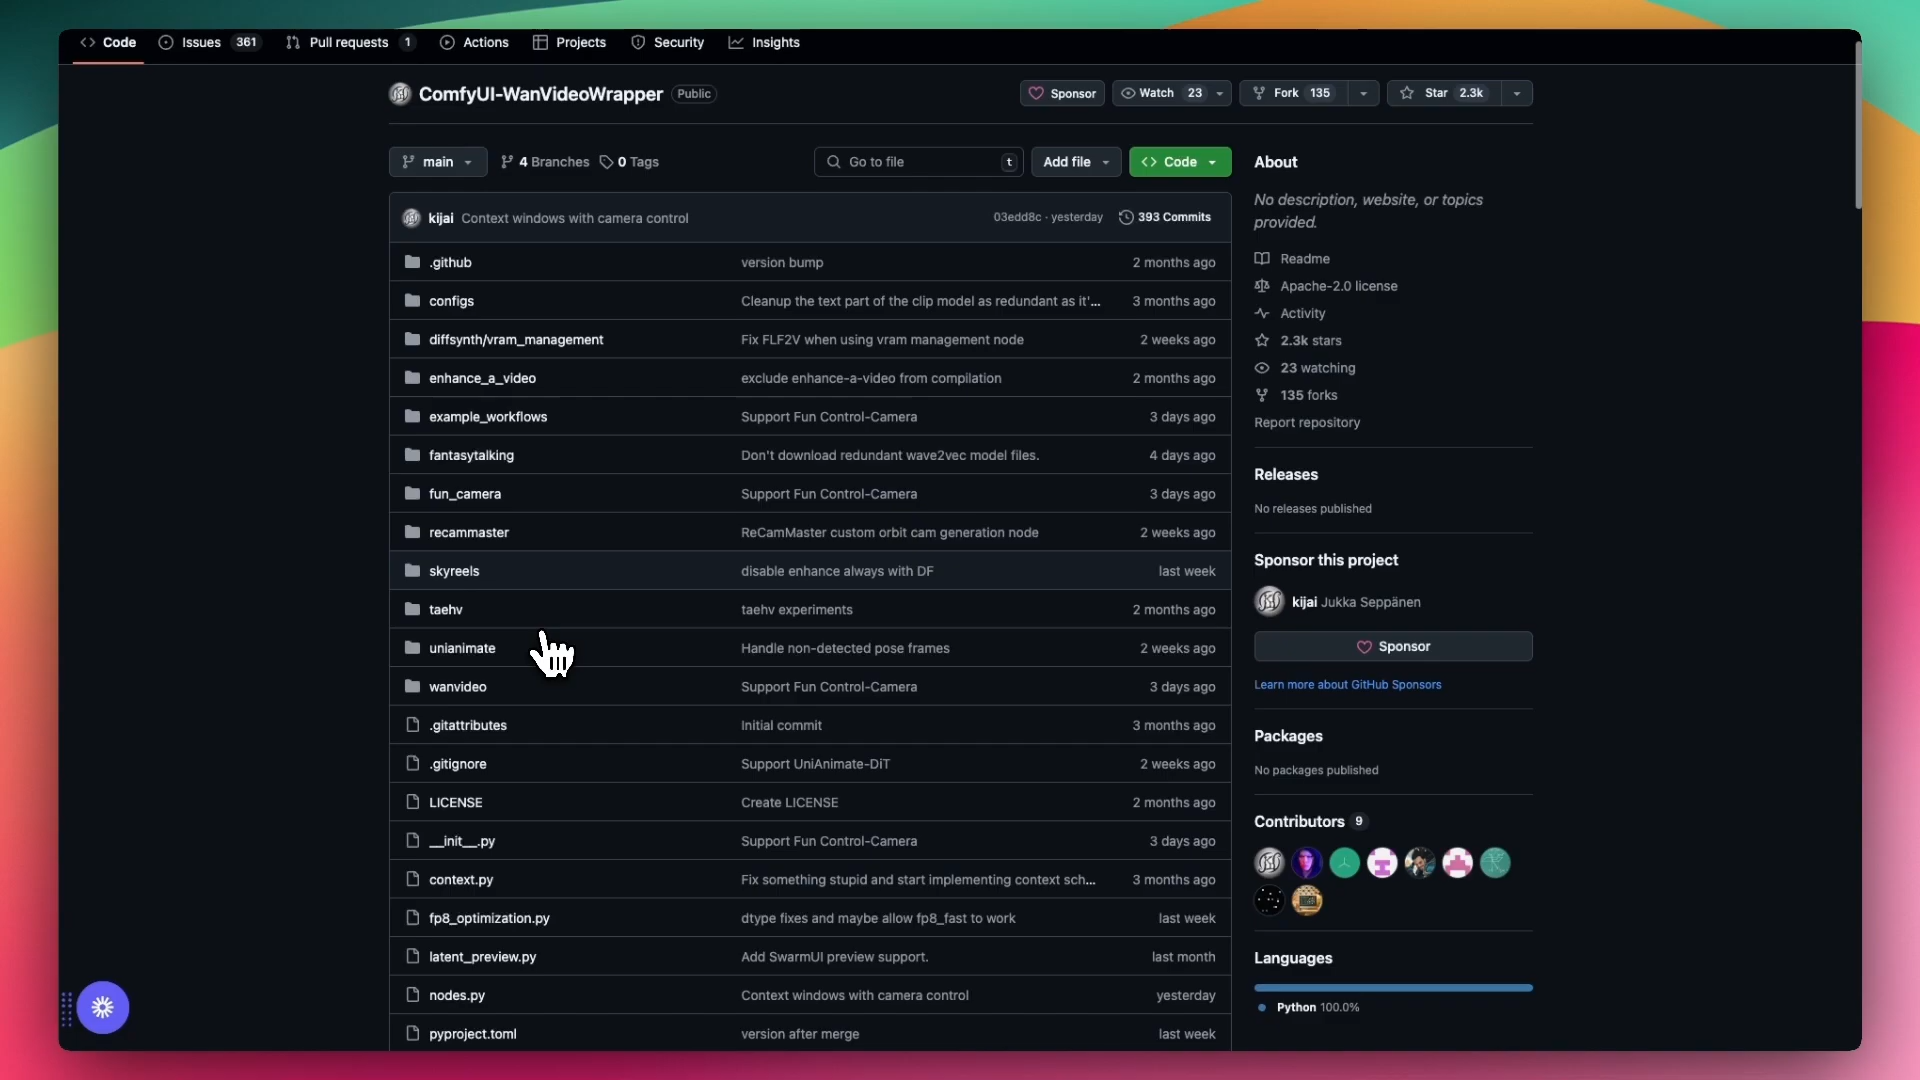 Code Issues 361 Pull requests 1 Actions Projects Security Insights
ComfyUI-WanVideoWrapper Public Sponsor Watch 23 Fork 135 Star 2.3k
main 4 Branches 0 Tags Go to file t Add file Code
kijai Context windows with camera control 03edd8c · yesterday 393 Commits
.github version bump 2 months ago
configs Cleanup the text part of the clip model as redundant as it'... 3 months ago
diffsynth/vram_management Fix FLF2V when using vram management node 2 weeks ago
enhance_a_video exclude enhance-a-video from compilation 2 months ago
example_workflows Support Fun Control-Camera 3 days ago
fantasytalking Don't download redundant wave2vec model files. 4 days ago
fun_camera Support Fun Control-Camera 3 days ago
recammaster ReCamMaster custom orbit cam generation node 2 weeks ago
skyreels disable enhance always with DF last week
taehv taehv experiments 2 months ago
unianimate Handle non-detected pose frames 2 weeks ago
wanvideo Support Fun Control-Camera 3 days ago
.gitattributes Initial commit 3 months ago
.gitignore Support UniAnimate-DiT 2 weeks ago
LICENSE Create LICENSE 2 months ago
__init__.py Support Fun Control-Camera 3 days ago
context.py Fix something stupid and start implementing context sch... 3 months ago
fp8_optimization.py dtype fixes and maybe allow fp8_fast to work last week
latent_preview.py Add SwarmUI preview support. last month
nodes.py Context windows with camera control yesterday
pyproject.toml version after merge last week
About
No description, website, or topics
provided.
Readme
Apache-2.0 license
Activity
2.3k stars
23 watching
135 forks
Report repository
Releases
No releases published
Sponsor this project
kijai Jukka Seppänen
Sponsor
Learn more about GitHub Sponsors
Packages
No packages published
Contributors 9
Languages
Python 100.0%